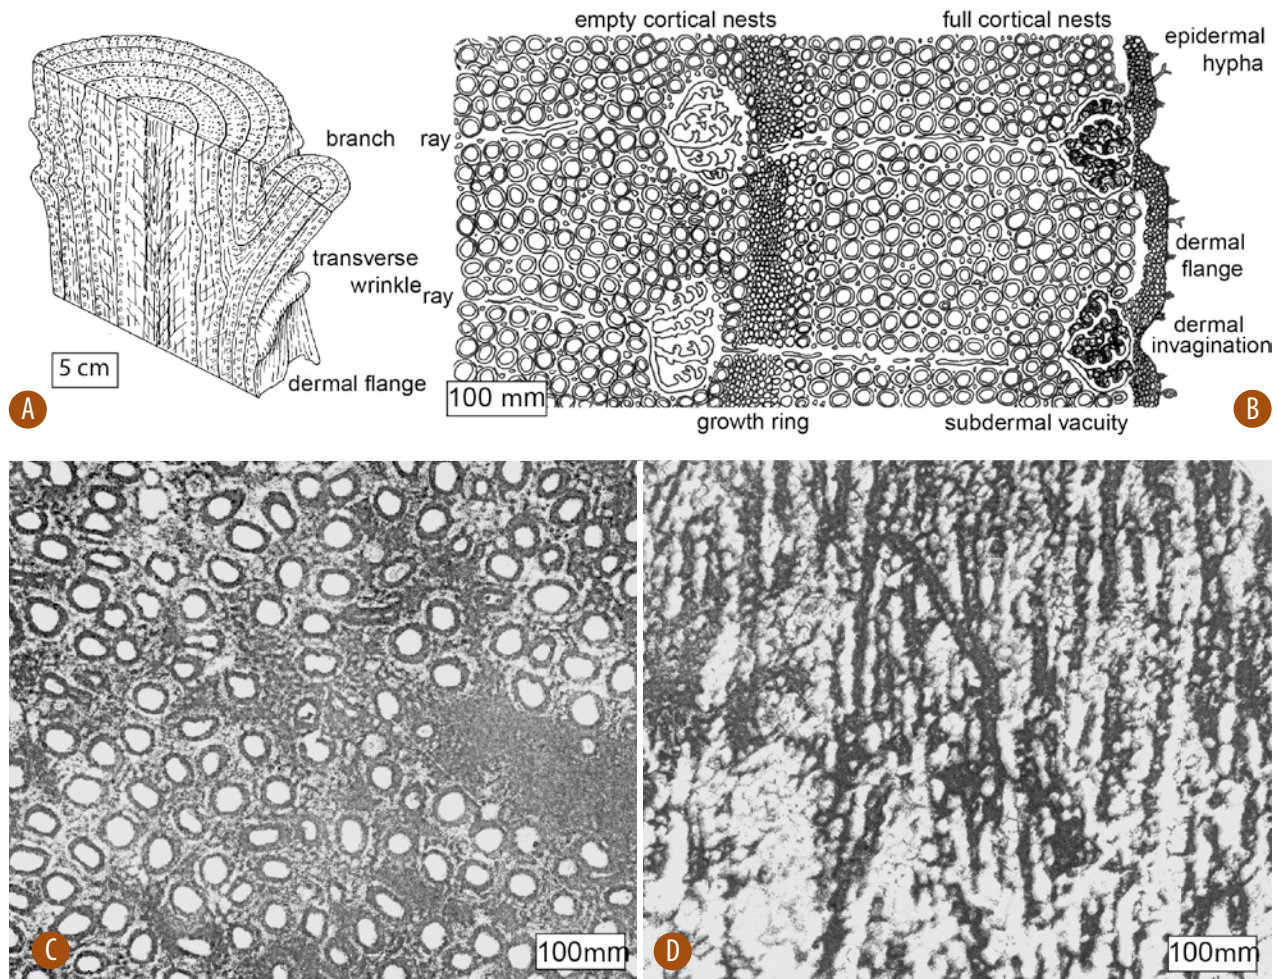 empty cortical nests
full cortical nests
epidermal
hypha
branch
ray
transverse
wrinkle
ray
dermal
flange
dermal
invagination
5 cm
dermal flange
100 mm
A
B
growth ring
subdermal vacuity
C
100mm
D
100mm